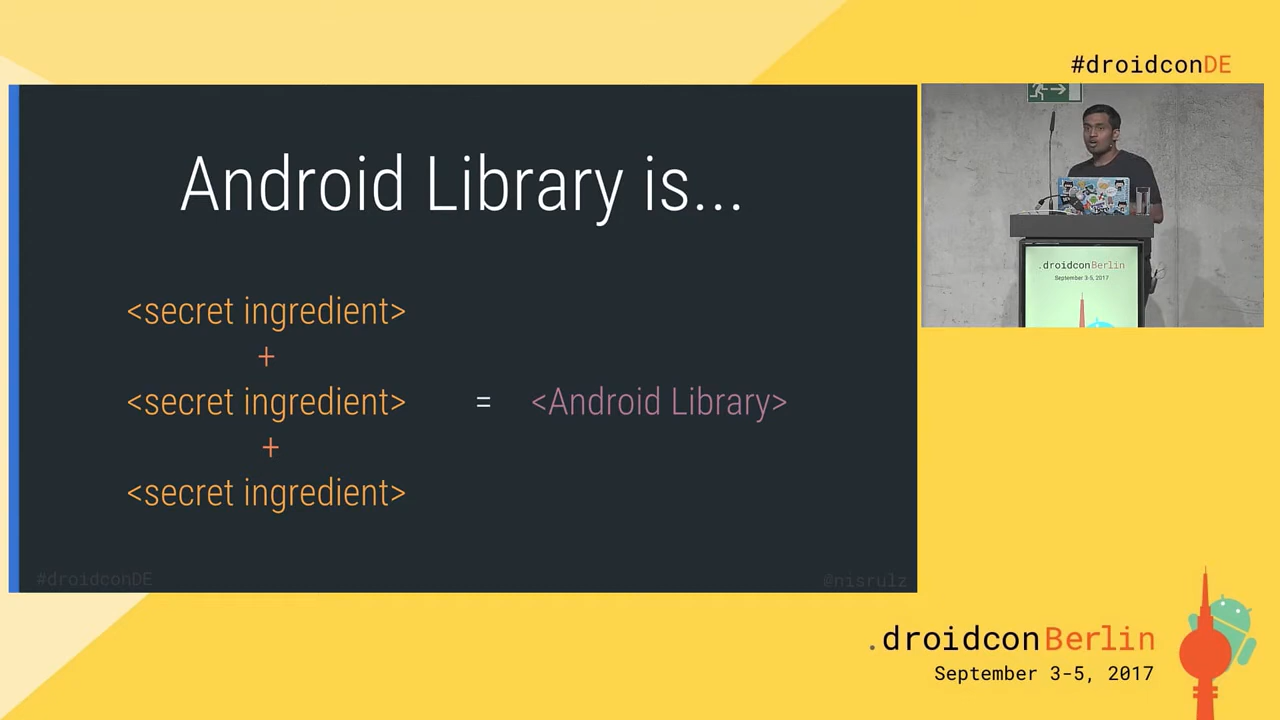 #droidconDE
Android Library is...
<secret ingredient>
+
<secret ingredient> = <Android Library>
+
<secret ingredient>
#droidconDE
@nisrulz
.droidconBerlin
September 3-5, 2017
.droidconBerlin
September 3-5, 2017